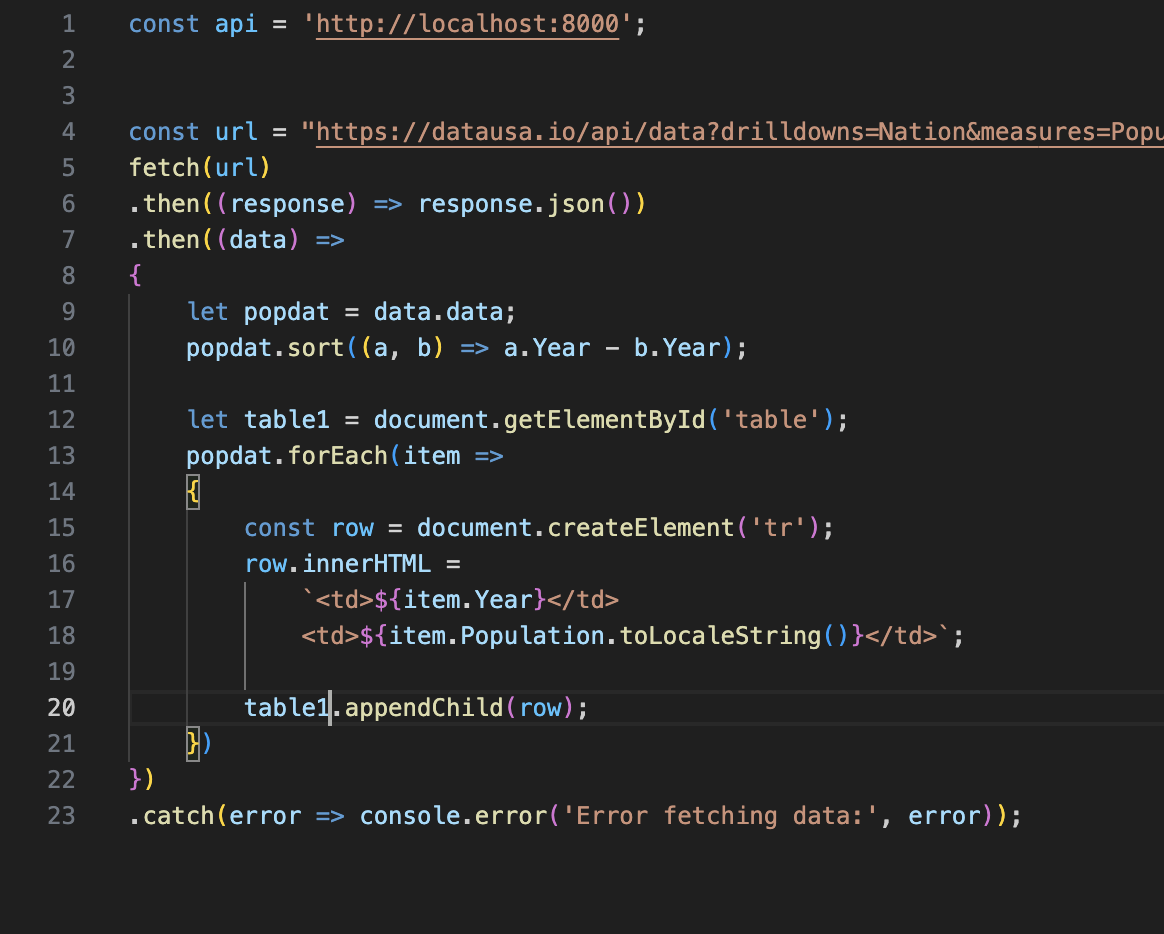 1 const api = 'http://localhost:8000';
2
3
4 const url = "https://datausa.io/api/data?drilldowns=Nation&measures=Popu
5 fetch(url)
6 .then((response) => response.json())
7 .then((data) =>
8 {
9     let popdat = data.data;
10     popdat.sort((a, b) => a.Year - b.Year);
11
12     let table1 = document.getElementById('table');
13     popdat.forEach(item =>
14     {
15         const row = document.createElement('tr');
16         row.innerHTML =
17             `<td>${item.Year}</td>
18             <td>${item.Population.toLocaleString()}</td>`;
19
20         table1.appendChild(row);
21     })
22 })
23 .catch(error => console.error('Error fetching data:', error));